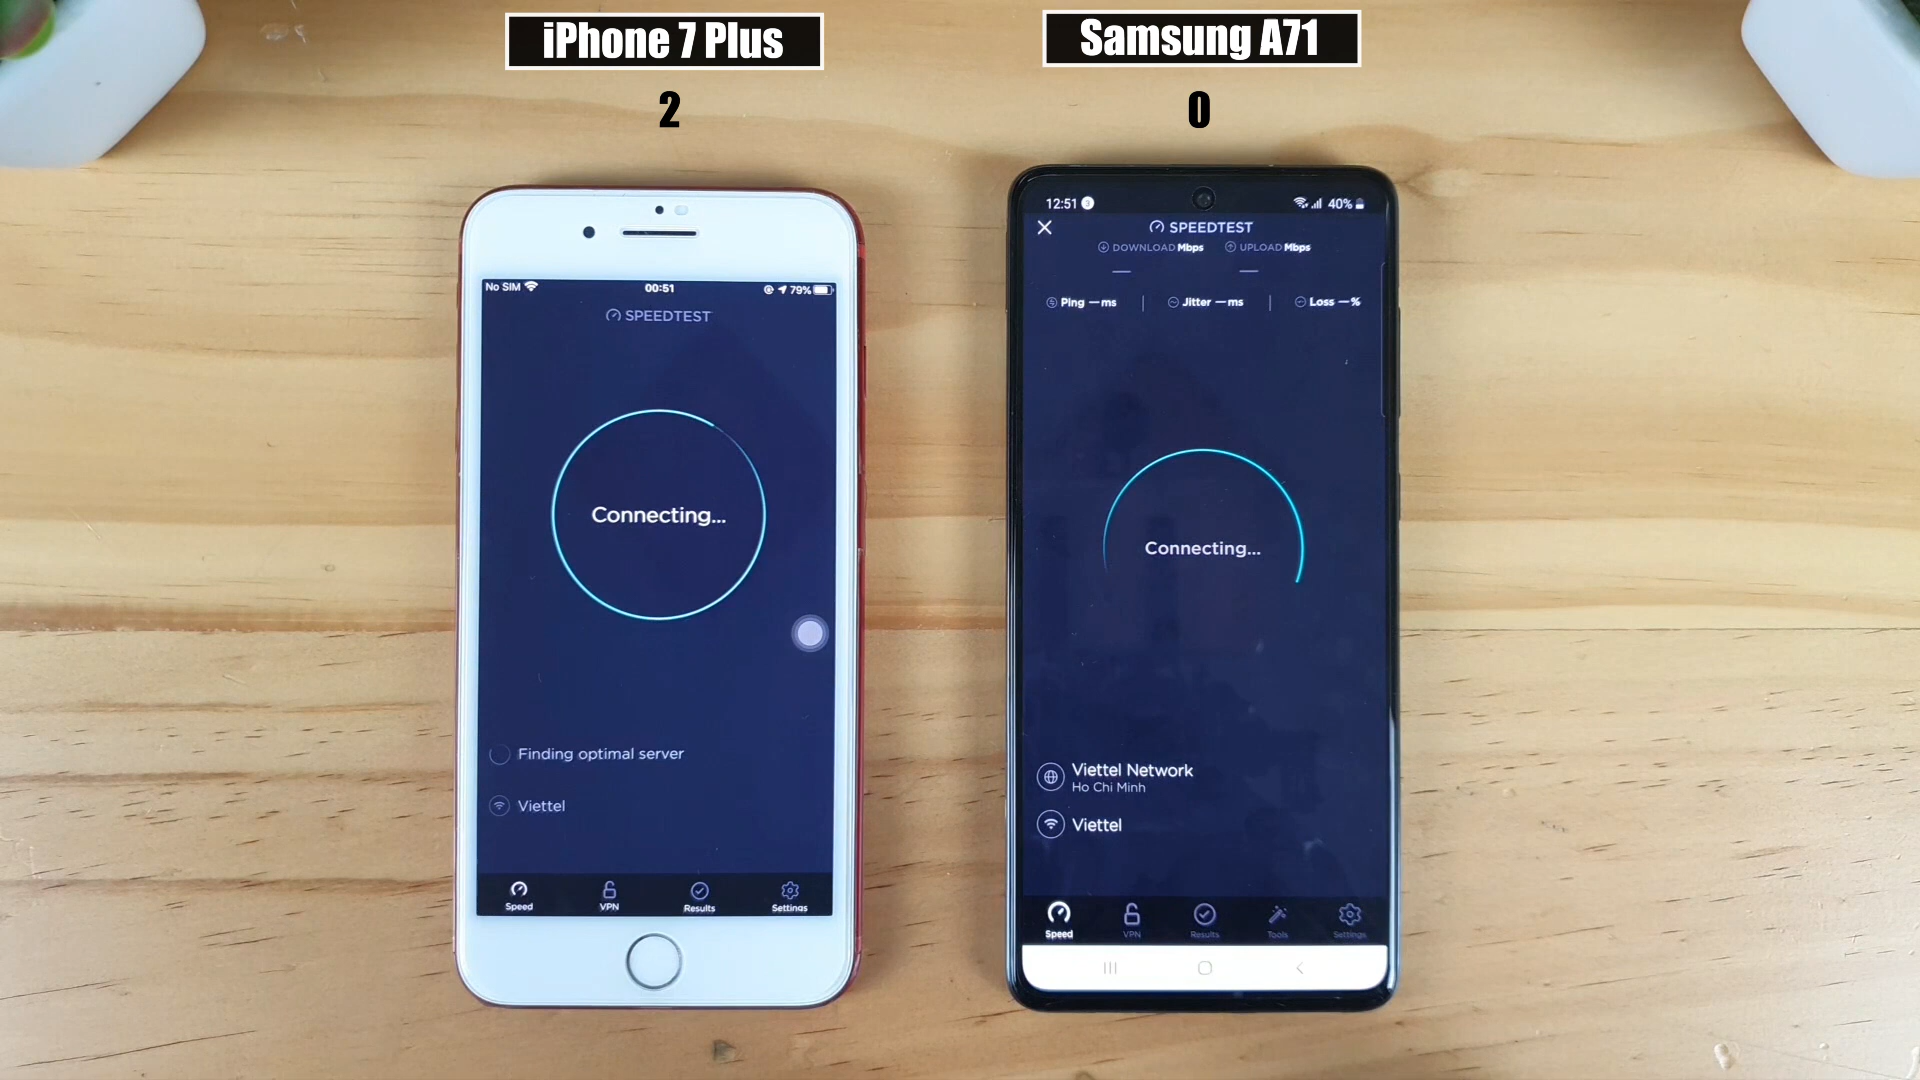 iPhone 7 Plus
2
Samsung A71
0
No SIM 00:51 79%
SPEEDTEST
Connecting...
Finding optimal server
Viettel
Speed VPN Results Settings
12:51 3 40%
SPEEDTEST
DOWNLOAD Mbps UPLOAD Mbps
— —
Ping — ms | Jitter — ms | Loss — %
Connecting...
Viettel Network
Ho Chi Minh
Viettel
Speed VPN Results Tools Settings